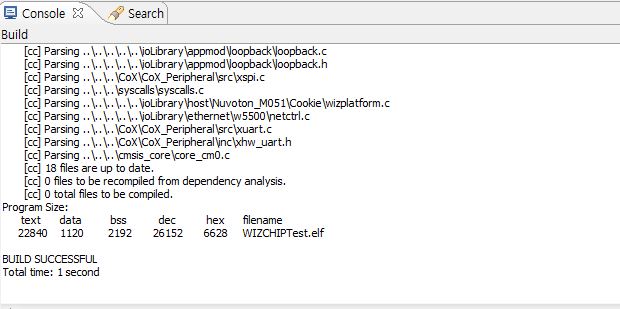 Console Search
Build
[cc] Parsing ..\..\..\..\..\ioLibrary\appmod\loopback\loopback.c
[cc] Parsing ..\..\..\..\..\ioLibrary\appmod\loopback\loopback.h
[cc] Parsing ..\..\CoX\CoX_Peripheral\src\xspi.c
[cc] Parsing ..\..\syscalls\syscalls.c
[cc] Parsing ..\..\..\..\..\ioLibrary\host\Nuvoton_M051\Cookie\wizplatform.c
[cc] Parsing ..\..\..\..\..\ioLibrary\ethernet\w5500\netctrl.c
[cc] Parsing ..\..\CoX\CoX_Peripheral\src\xuart.c
[cc] Parsing ..\..\CoX\CoX_Peripheral\inc\xhw_uart.h
[cc] Parsing ..\..\cmsis_core\core_cm0.c
[cc] 18 files are up to date.
[cc] 0 files to be recompiled from dependency analysis.
[cc] 0 total files to be compiled.
Program Size:
text data bss dec hex filename
22840 1120 2192 26152 6628 WIZCHIPTest.elf
BUILD SUCCESSFUL
Total time: 1 second